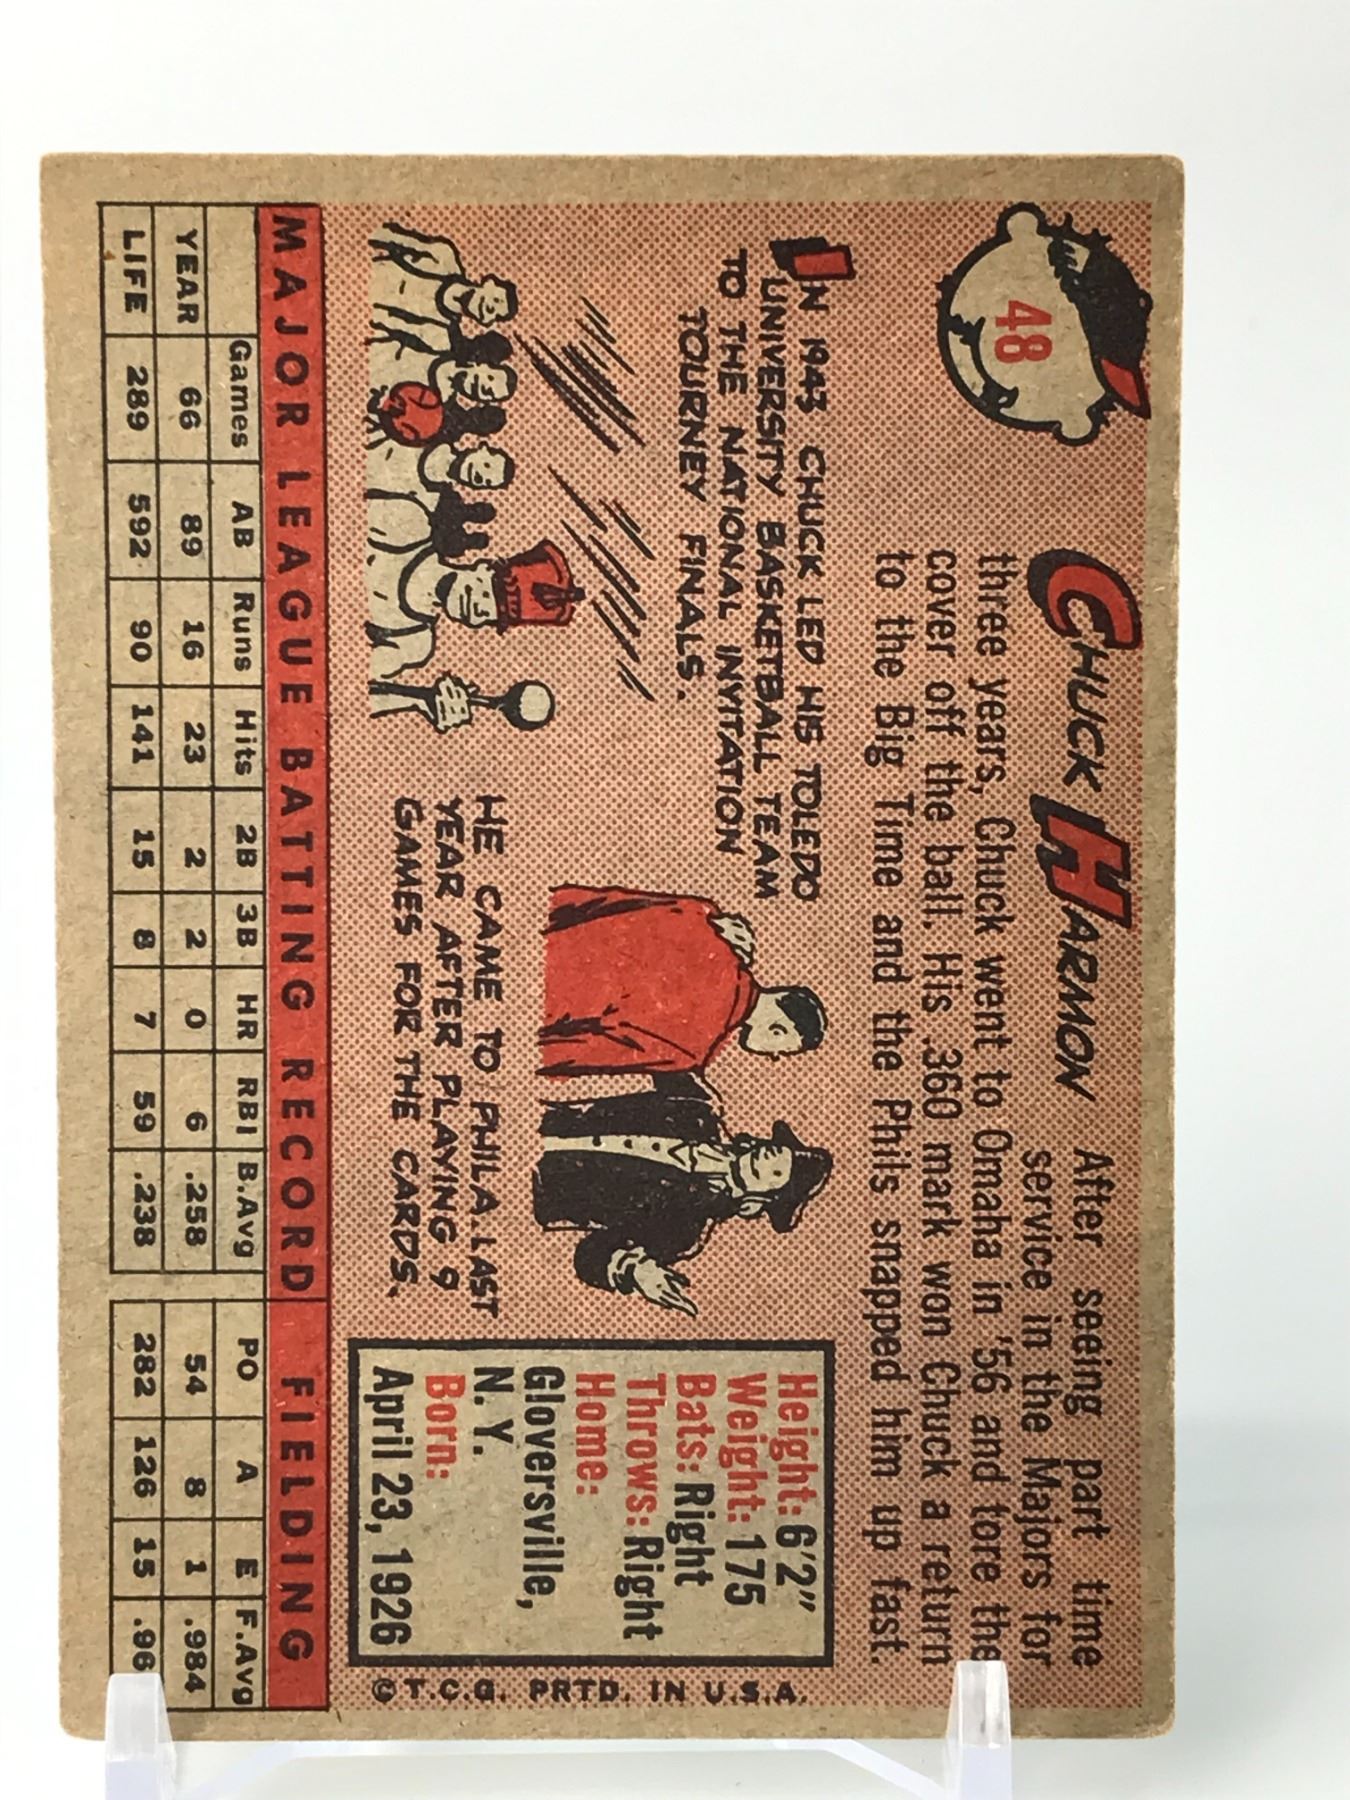 48
CHUCK HARMON
After seeing part time
service in the Majors for
three years, Chuck went to Omaha in '56 and tore the
cover off the ball. His .360 mark won Chuck a return
to the Big Time and the Phils snapped him up fast.
IN 1943 CHUCK LED HIS TOLEDO
UNIVERSITY BASKETBALL TEAM
TO THE NATIONAL INVITATION
TOURNEY FINALS.
HE CAME TO PHILA. LAST
YEAR AFTER PLAYING 9
GAMES FOR THE CARDS.
Height: 6'2"
Weight: 175
Bats: Right
Throws: Right
Home:
Gloversville,
N. Y.
Born:
April 23, 1926
© T.C.G. PRTD. IN U.S.A.
MAJOR LEAGUE BATTING RECORD FIELDING
Games AB Runs Hits 2B 3B HR RBI B.Avg PO A E F.Avg
YEAR 66 89 16 23 2 2 0 6 .258 54 8 1 .984
LIFE 289 592 90 141 15 8 7 59 .238 282 126 15